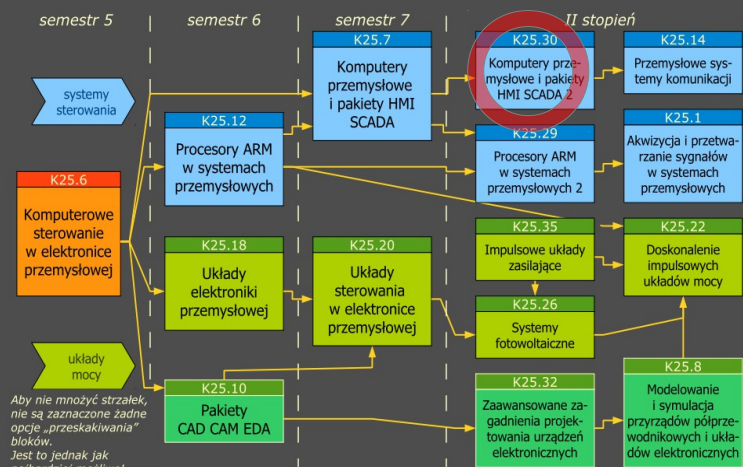 semestr 5
semestr 6
semestr 7
II stopień
systemy
sterowania
K25.6
Komputerowe
sterowanie
w elektronice
przemysłowej
układy
mocy
Aby nie mnożyć strzałek,
nie są zaznaczone żadne
opcje „przeskakiwania”
bloków.
Jest to jednak jak
K25.12
Procesory ARM
w systemach
przemysłowych
K25.18
Układy
elektroniki
przemysłowej
K25.10
Pakiety
CAD CAM EDA
K25.7
Komputery
przemysłowe
i pakiety HMI
SCADA
K25.20
Układy
sterowania
w elektronice
przemysłowej
K25.30
Komputery prze-
mysłowe i pakiety
HMI SCADA 2
K25.29
Procesory ARM
w systemach
przemysłowych 2
K25.35
Impulsowe układy
zasilające
K25.26
Systemy
fotowoltaiczne
K25.32
Zaawansowane za-
gadnienia projek-
towania urządzeń
elektronicznych
K25.14
Przemysłowe sys-
temy komunikacji
K25.1
Akwizycja i przetwa-
rzanie sygnałów
w systemach
przemysłowych
K25.22
Doskonalenie
impulsowych
układów mocy
K25.8
Modelowanie
i symulacja
przyrządów półprze-
wodnikowych i ukła-
dów elektronicznych